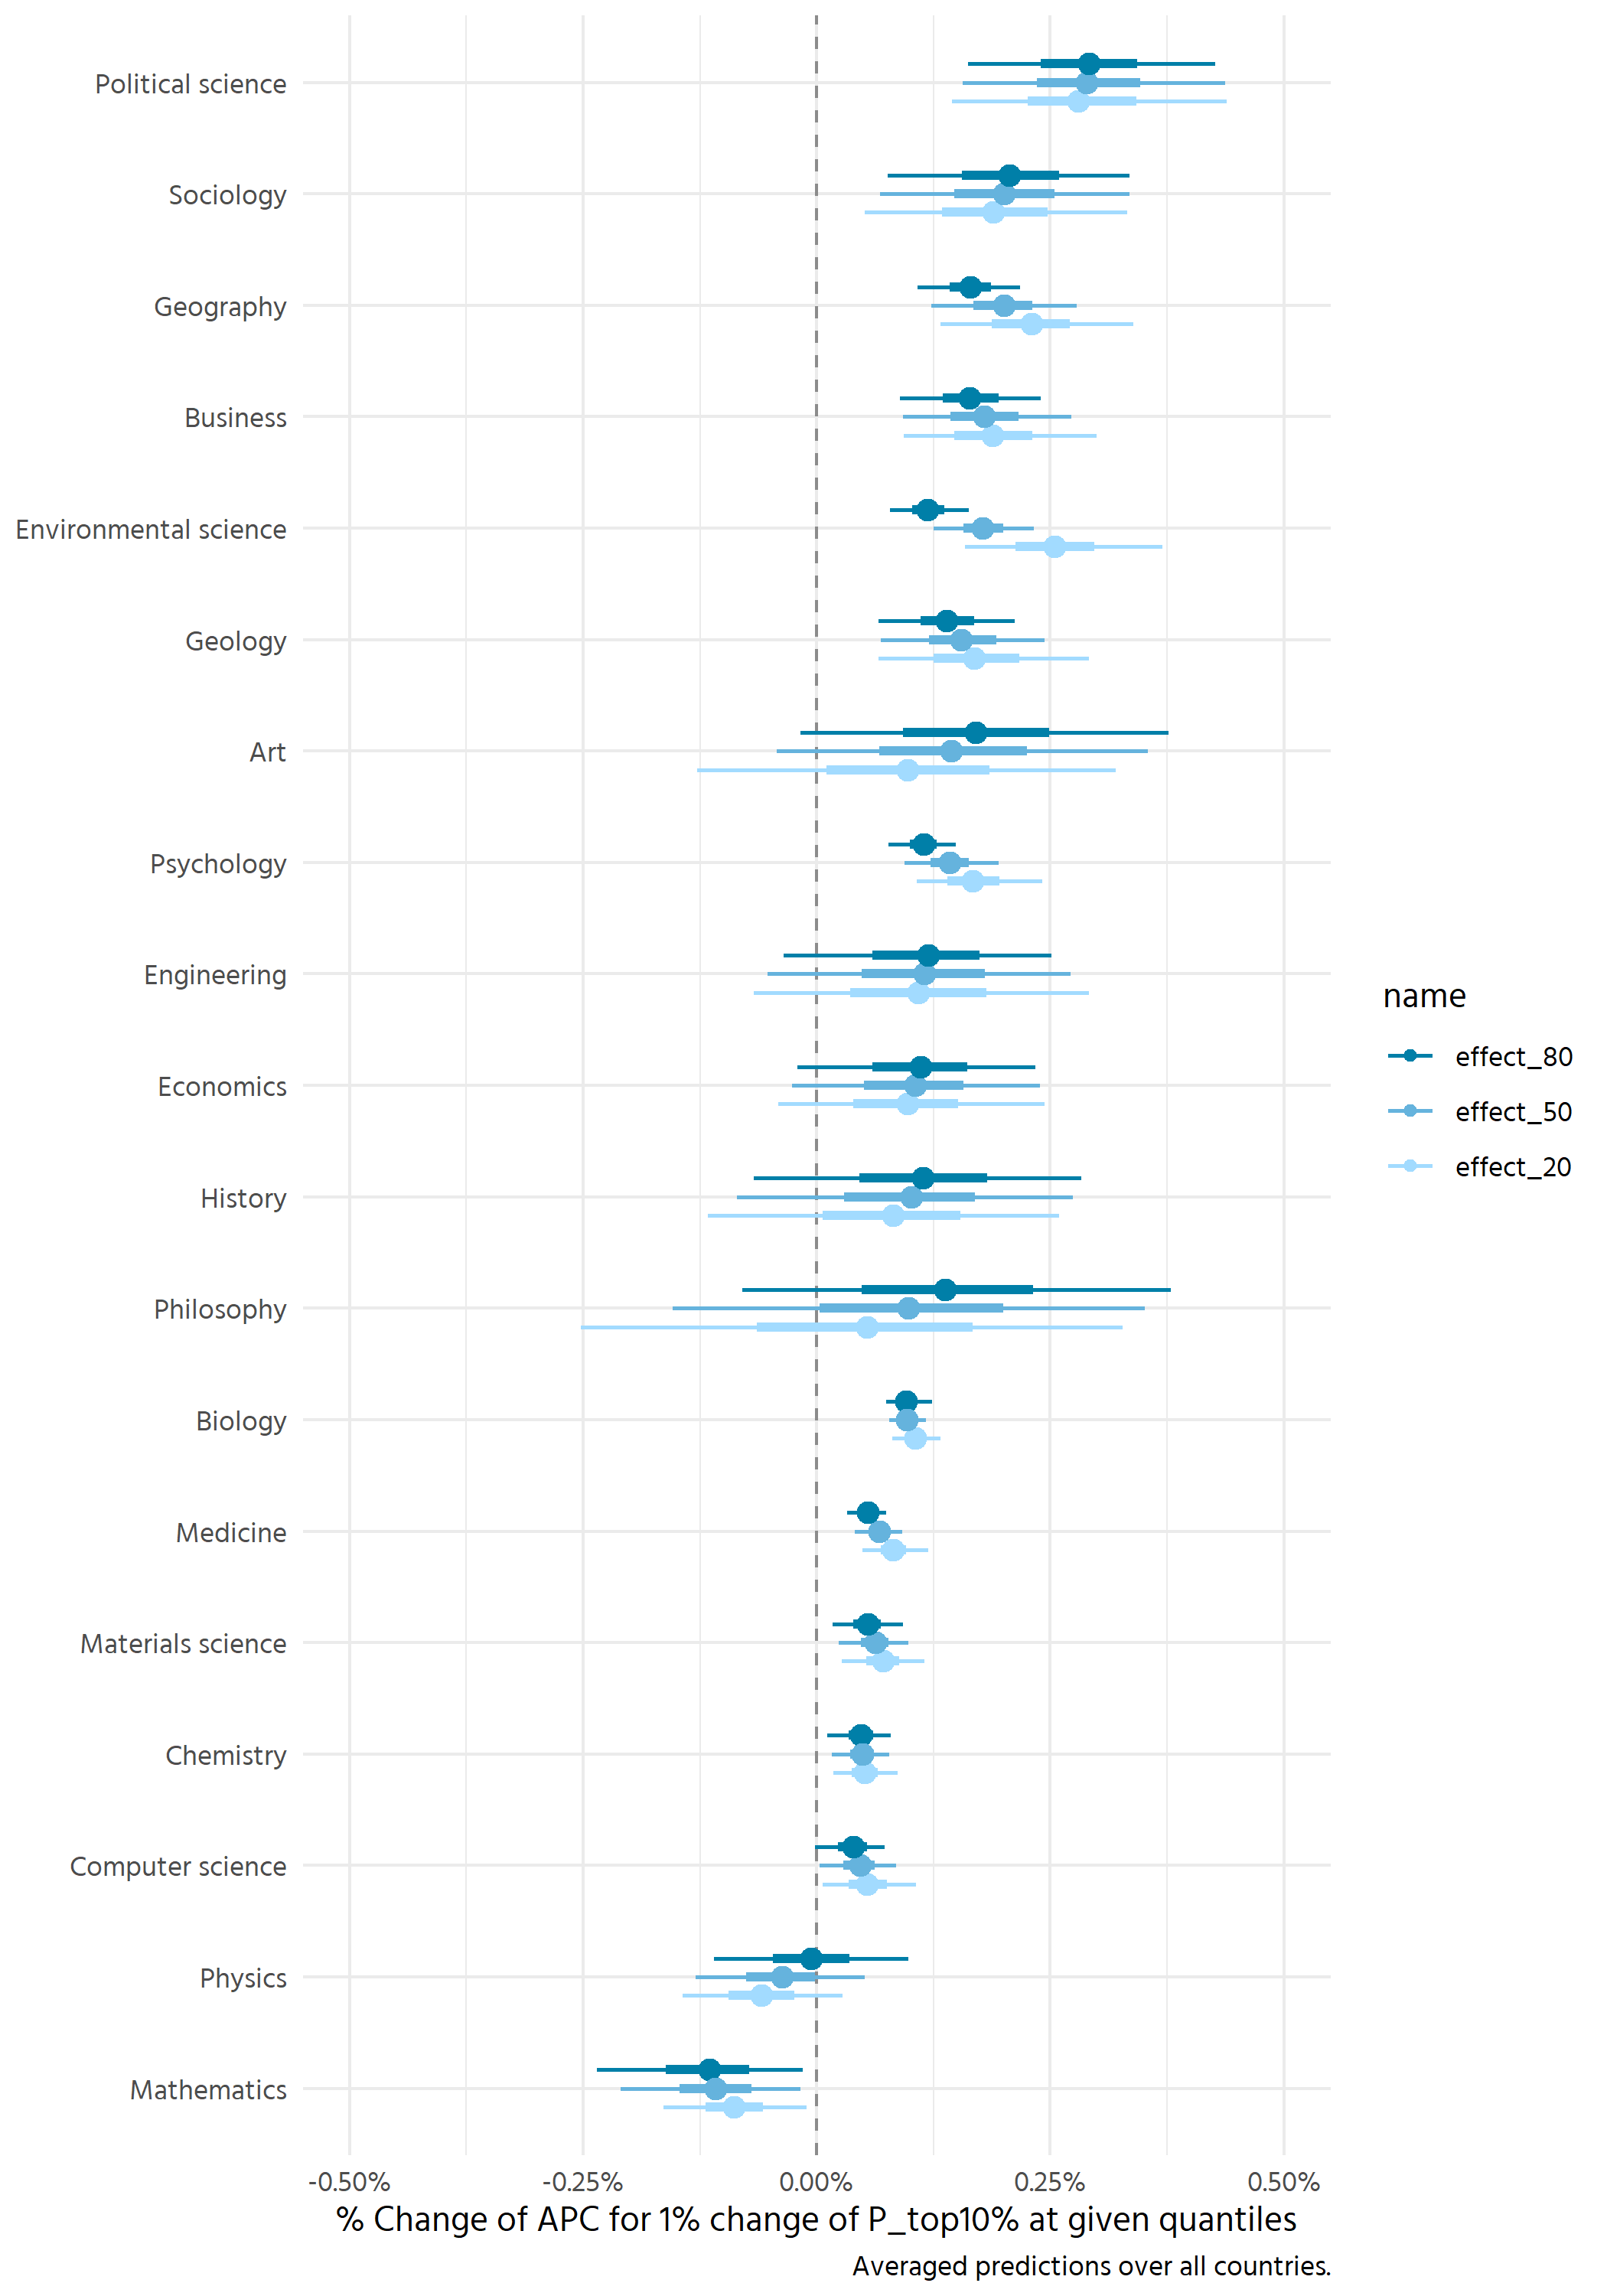 Political science
Sociology
Geography
Business
Environmental science
Geology
Art
Psychology
Engineering
Economics
History
Philosophy
Biology
Medicine
Materials science
Chemistry
Computer science
Physics
Mathematics
-0.50% -0.25% 0.00% 0.25% 0.50%
% Change of APC for 1% change of P_top10% at given quantiles
Averaged predictions over all countries.
name
effect_80
effect_50
effect_20